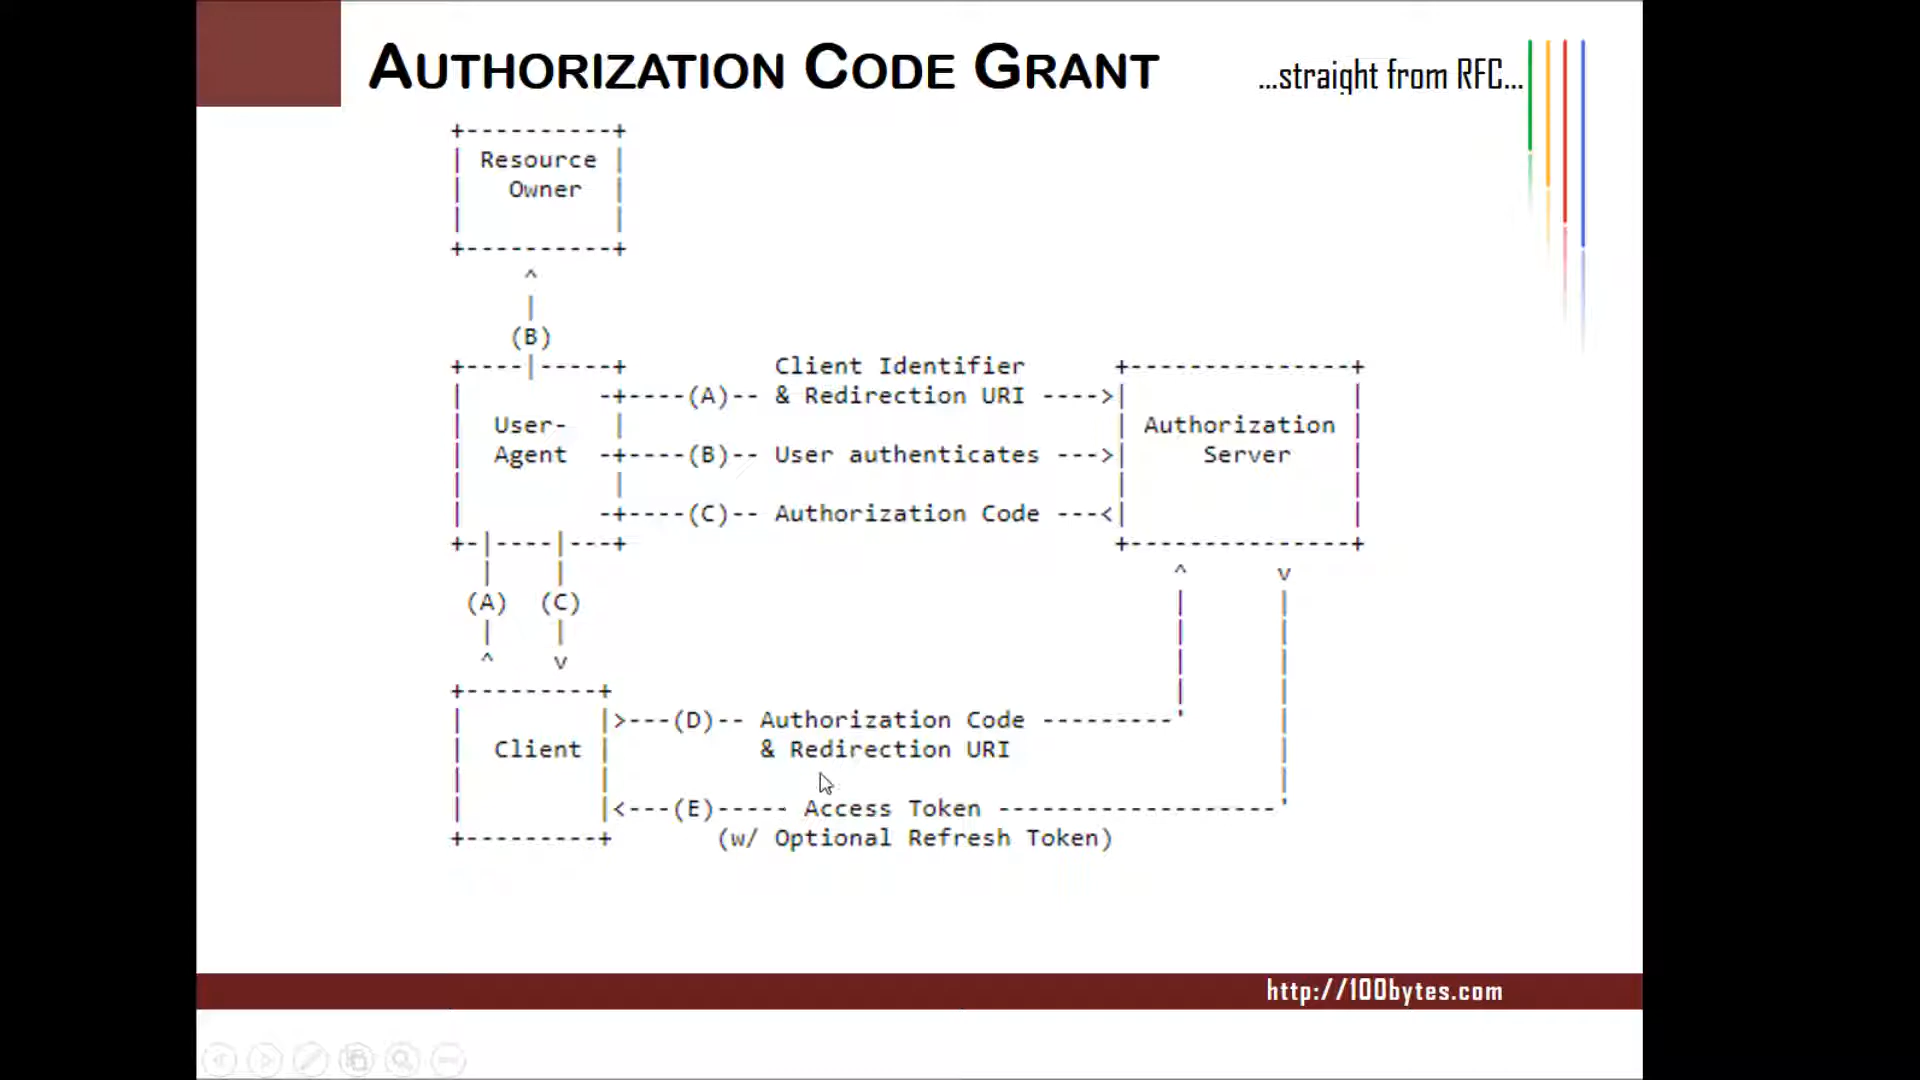 AUTHORIZATION CODE GRANT ...straight from RFC...
+----------+
| Resource |
|   Owner  |
|          |
+----------+
     ^
     |
    (B)
+----|-----+          Client Identifier      +---------------+
|         -+----(A)-- & Redirection URI ---->|               |
|  User-   |                                 | Authorization |
|  Agent  -+----(B)-- User authenticates --->|     Server    |
|          |                                 |               |
|         -+----(C)-- Authorization Code ---<|               |
+-|----|---+                                 +---------------+
  |    |                                         ^      v
 (A)  (C)                                        |      |
  |    |                                         |      |
  ^    v                                         |      |
+---------+                                      |      |
|         |>---(D)-- Authorization Code ---------'      |
|  Client |          & Redirection URI                  |
|         |                                             |
|         |<---(E)----- Access Token -------------------'
+---------+       (w/ Optional Refresh Token)
http://100bytes.com